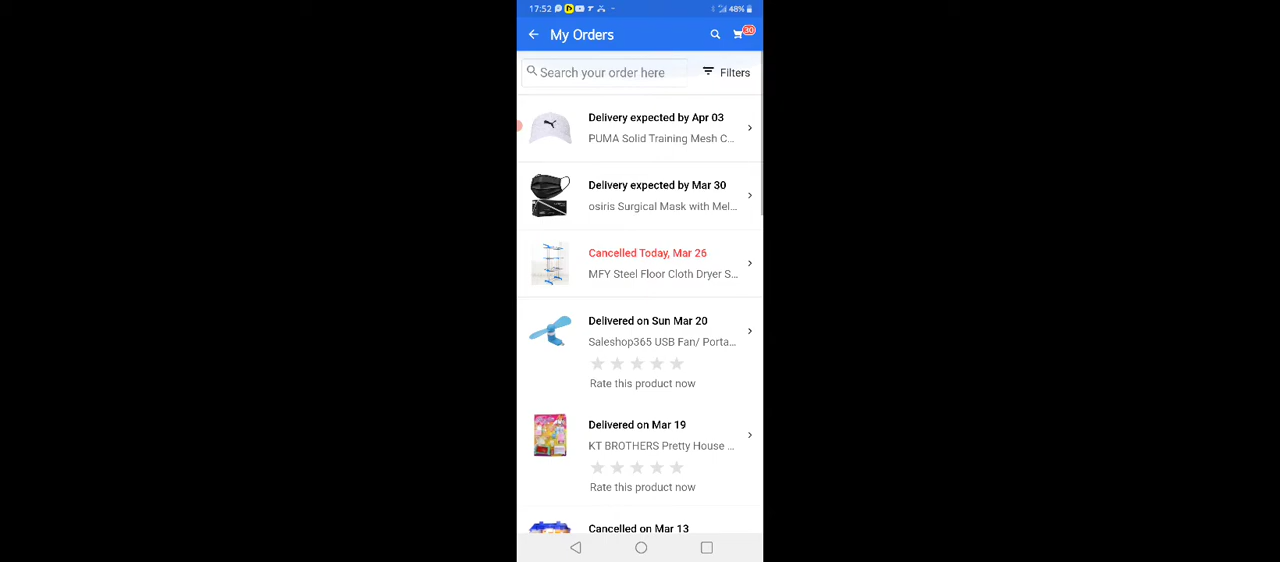 17:52 48%
My Orders 30
Search your order here Filters
Delivery expected by Apr 03
PUMA Solid Training Mesh C...
Delivery expected by Mar 30
osiris Surgical Mask with Mel...
Cancelled Today, Mar 26
MFY Steel Floor Cloth Dryer S...
Delivered on Sun Mar 20
Saleshop365 USB Fan/ Porta...
Rate this product now
Delivered on Mar 19
KT BROTHERS Pretty House ...
Rate this product now
Cancelled on Mar 13